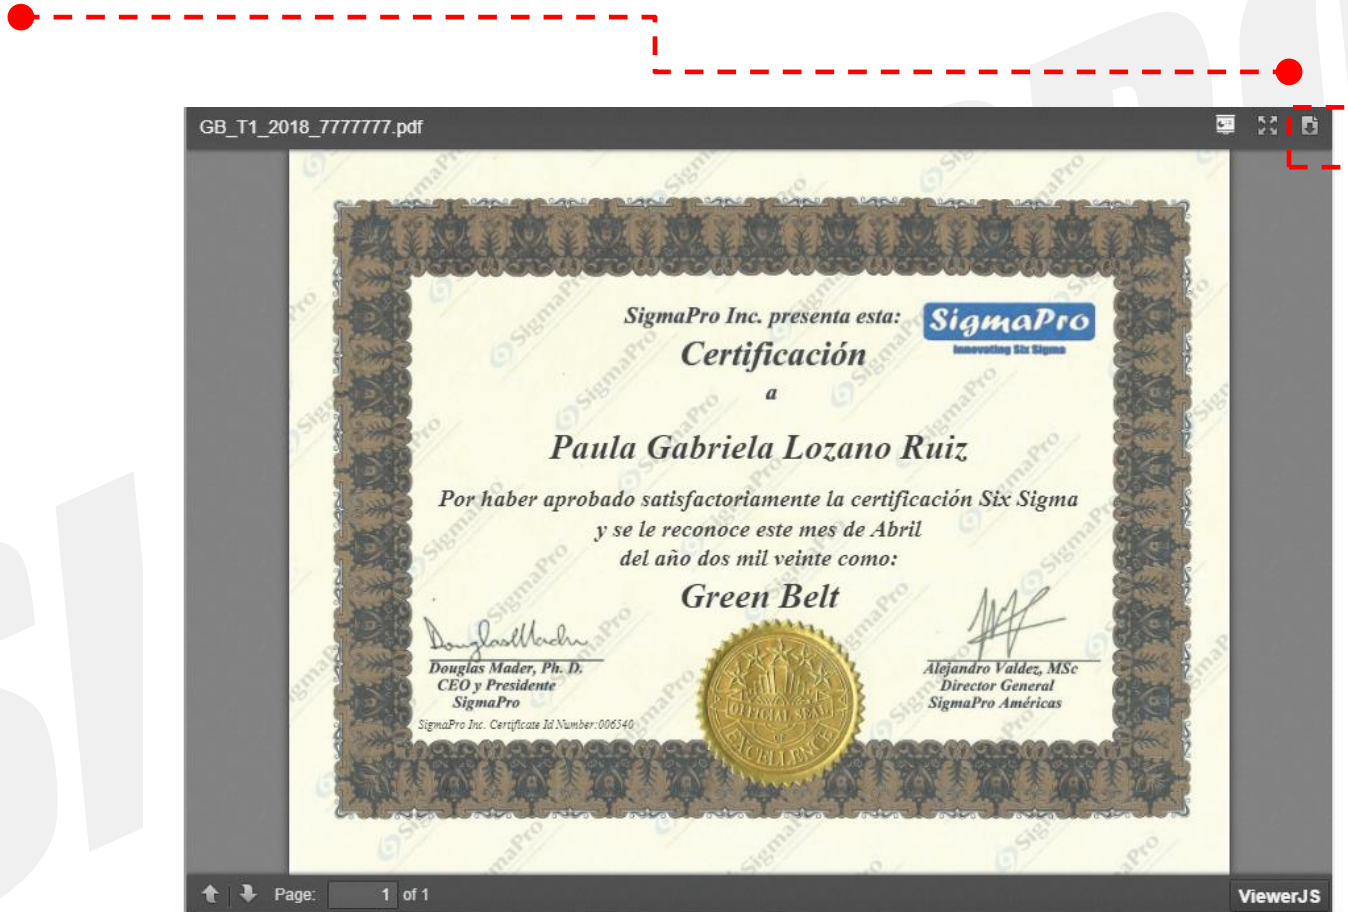 GB_T1_2018_7777777.pdf
SigmaPro Inc. presenta esta:
SigmaPro
Innovating Six Sigma
Certificación
a
Paula Gabriela Lozano Ruiz
Por haber aprobado satisfactoriamente la certificación Six Sigma
y se le reconoce este mes de Abril
del año dos mil veinte como:
Green Belt
Douglas Mader, Ph. D.
CEO y Presidente
SigmaPro
Alejandro Valdez, MSc
Director General
SigmaPro Américas
SigmaPro Inc. Certificate Id Number:006540
OFFICIAL SEAL
OF
EXCELLENCE
Page: 1 of 1
ViewerJS